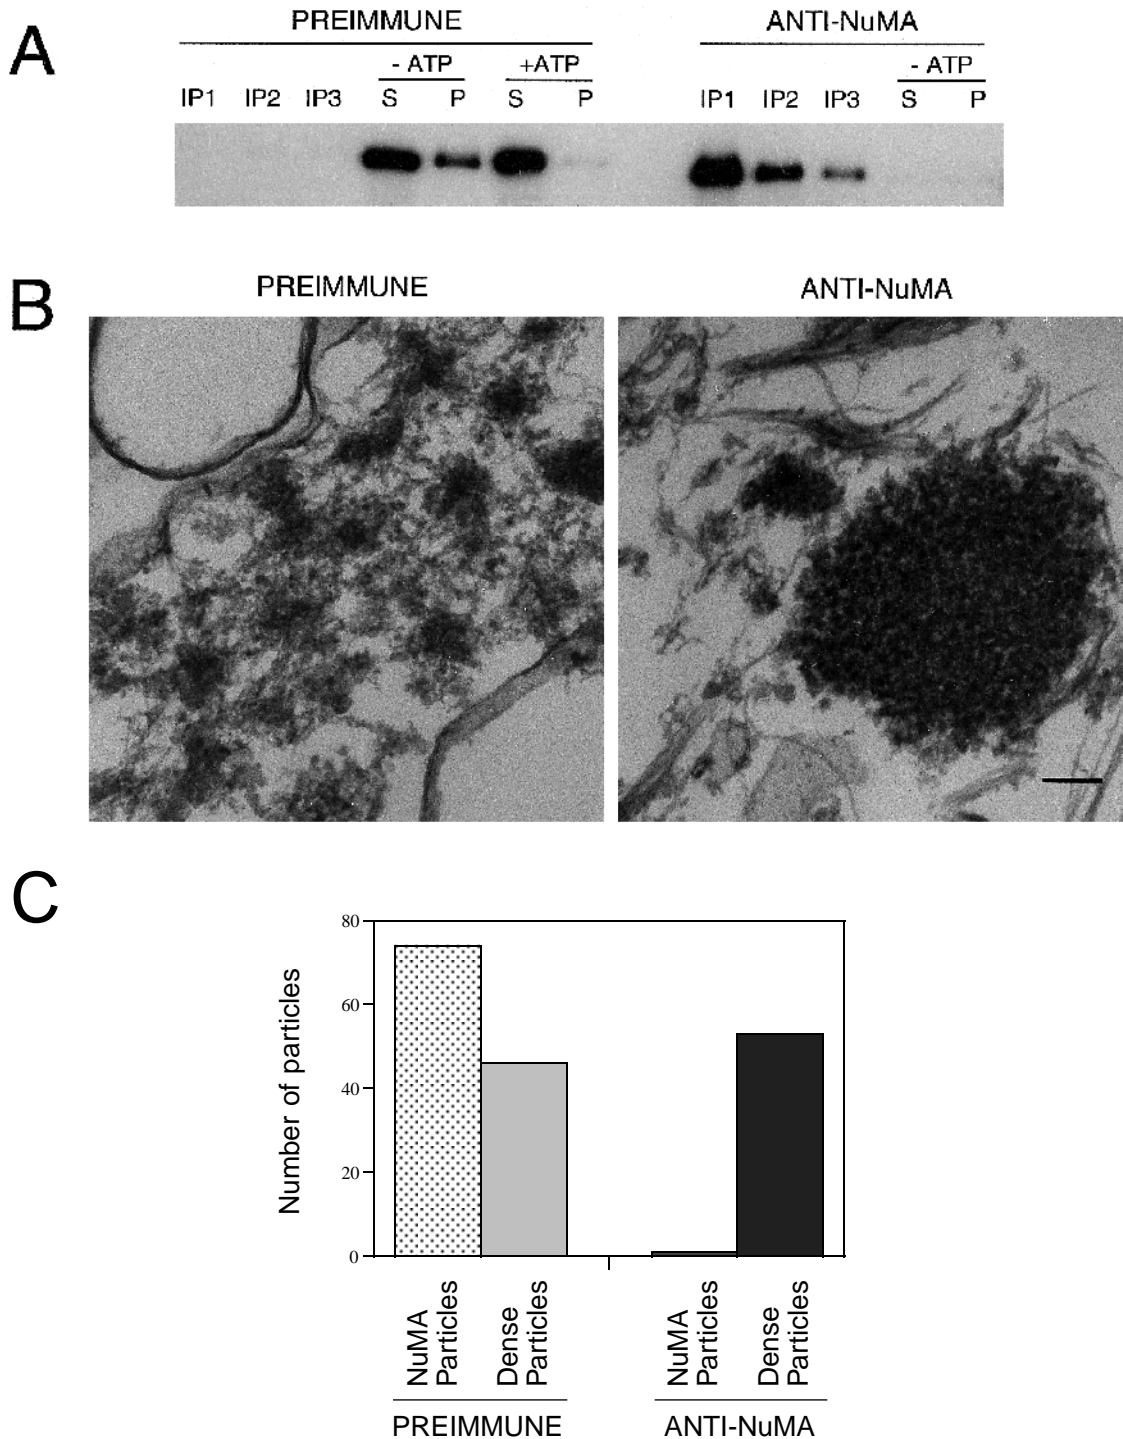 A
PREIMMUNE
ANTI-NuMA
- ATP
+ATP
- ATP
IP1 IP2 IP3 S P S P IP1 IP2 IP3 S P
B
PREIMMUNE
ANTI-NuMA
C
Number of particles
80
60
40
20
0
NuMA
Particles
Dense
Particles
NuMA
Particles
Dense
Particles
PREIMMUNE
ANTI-NuMA